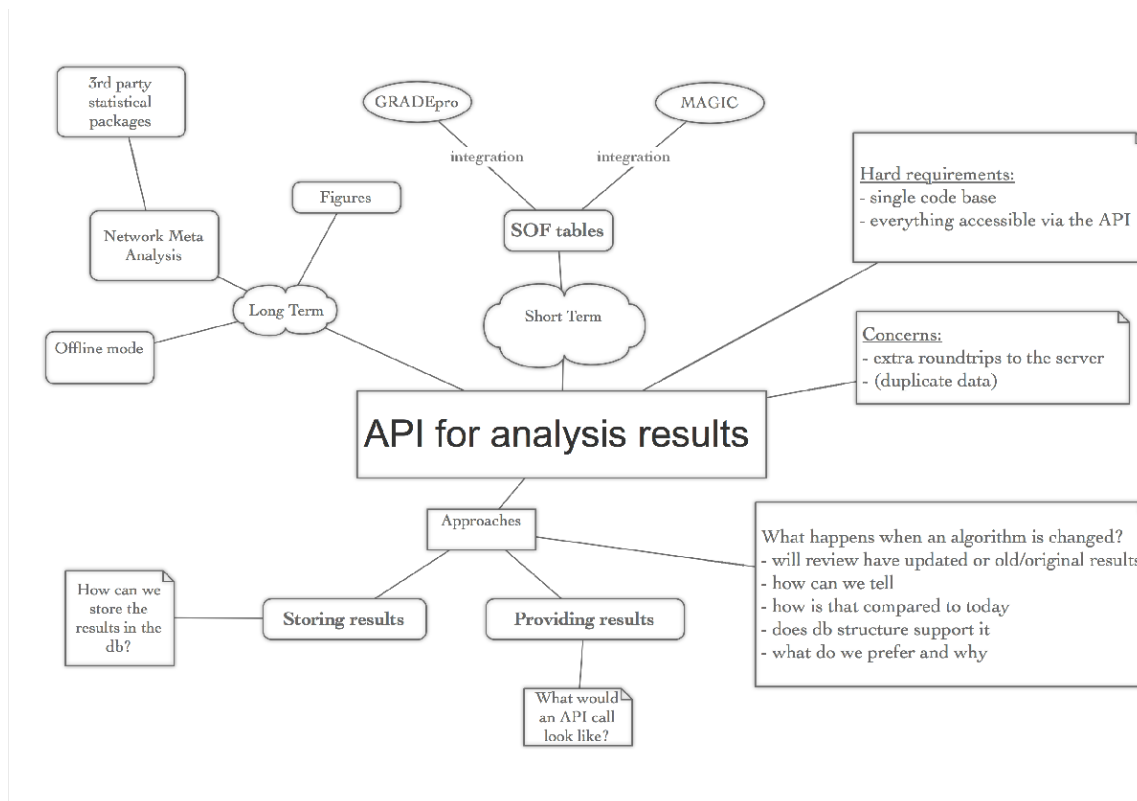 3rd party
statistical
packages
GRADEpro
MAGIC
integration
integration
Figures
Network Meta
Analysis
SOF tables
Hard requirements:
- single code base
- everything accessible via the API
Long Term
Short Term
Offline mode
Concerns:
- extra roundtrips to the server
- (duplicate data)
API for analysis results
Approaches
What happens when an algorithm is changed?
- will review have updated or old/original results
- how can we tell
- how is that compared to today
- does db structure support it
- what do we prefer and why
How can we
store the
results in the
db?
Storing results
Providing results
What would
an API call
look like?